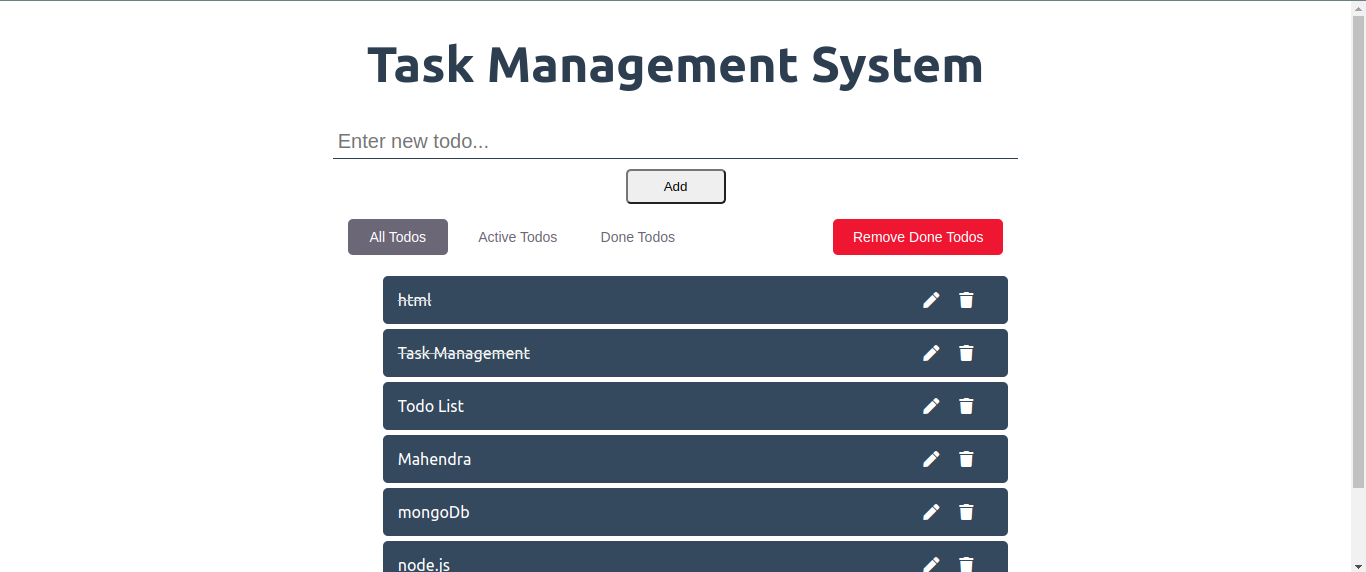 Task Management System
Enter new todo...
Add
All Todos Active Todos Done Todos Remove Done Todos
html
Task Management
Todo List
Mahendra
mongoDb
node.js